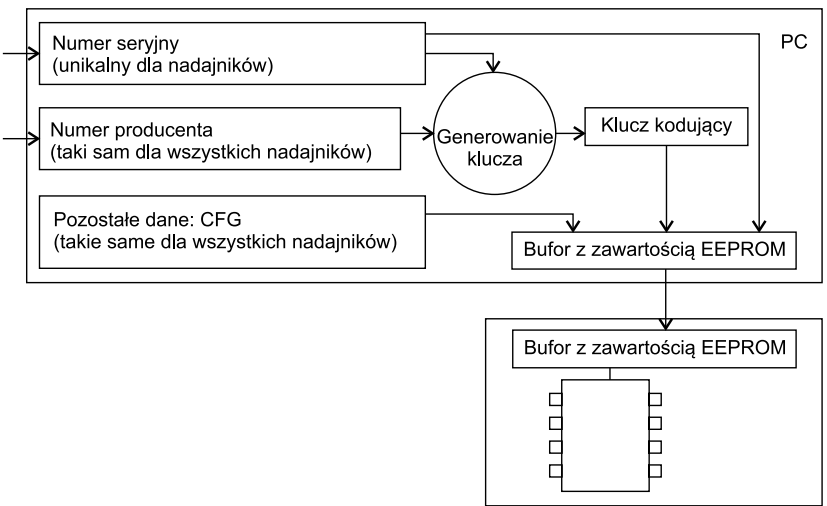 Numer seryjny
(unikalny dla nadajników)
PC
Numer producenta
(taki sam dla wszystkich nadajników)
Generowanie
klucza
Klucz kodujący
Pozostałe dane: CFG
(takie same dla wszystkich nadajników)
Bufor z zawartością EEPROM
Bufor z zawartością EEPROM